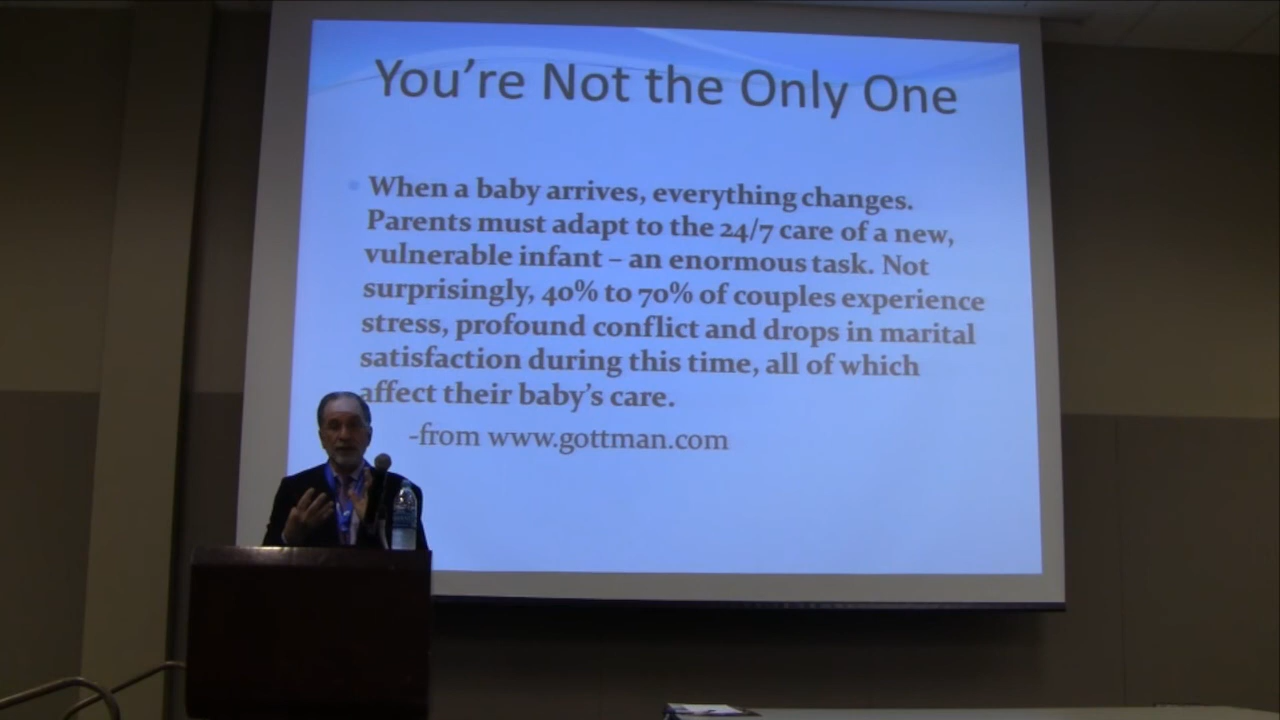 You're Not the Only One
When a baby arrives, everything changes.
Parents must adapt to the 24/7 care of a new,
vulnerable infant – an enormous task. Not
surprisingly, 40% to 70% of couples experience
stress, profound conflict and drops in marital
satisfaction during this time, all of which
affect their baby's care.
-from www.gottman.com